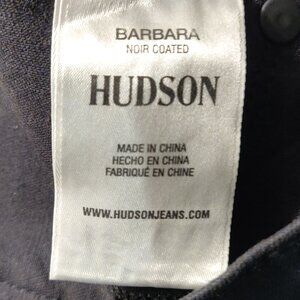 BARBARA
NOIR COATED
HUDSON
MADE IN CHINA
HECHO EN CHINA
FABRIQUÉ EN CHINE
WWW.HUDSONJEANS.COM